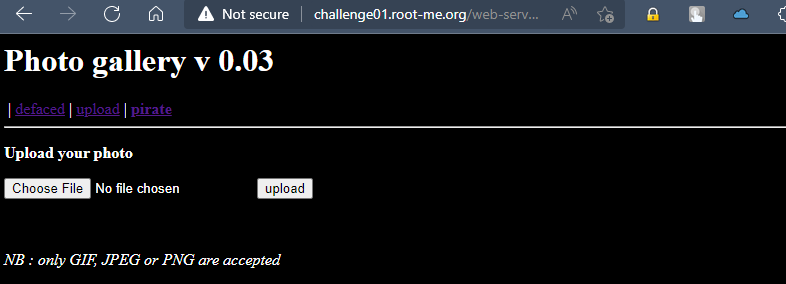 Not secure | challenge01.root-me.org/web-serv...
Photo gallery v 0.03
| defaced | upload | pirate
Upload your photo
Choose File No file chosen upload
NB : only GIF, JPEG or PNG are accepted